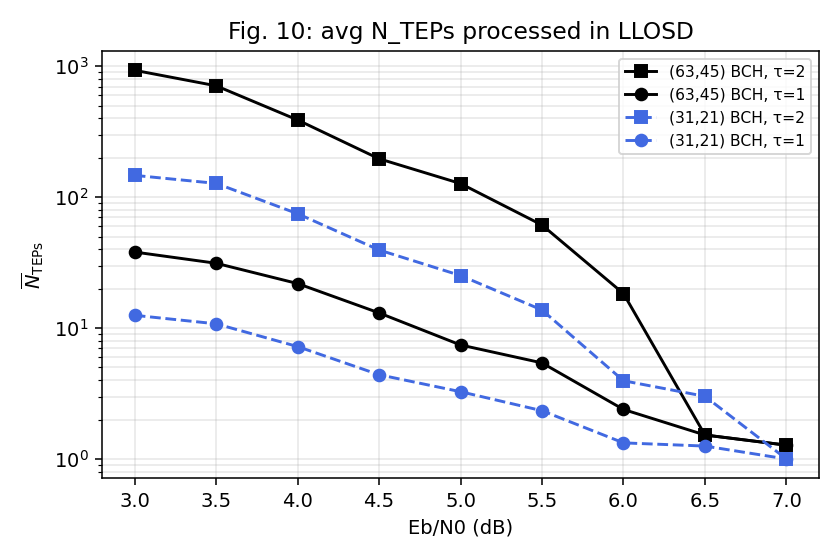 Fig. 10: avg N_TEPs processed in LLOSD
(63,45) BCH, τ=2
(63,45) BCH, τ=1
(31,21) BCH, τ=2
(31,21) BCH, τ=1
10³
10²
10¹
10⁰
N̅_TEPs
3.0 3.5 4.0 4.5 5.0 5.5 6.0 6.5 7.0
Eb/N0 (dB)